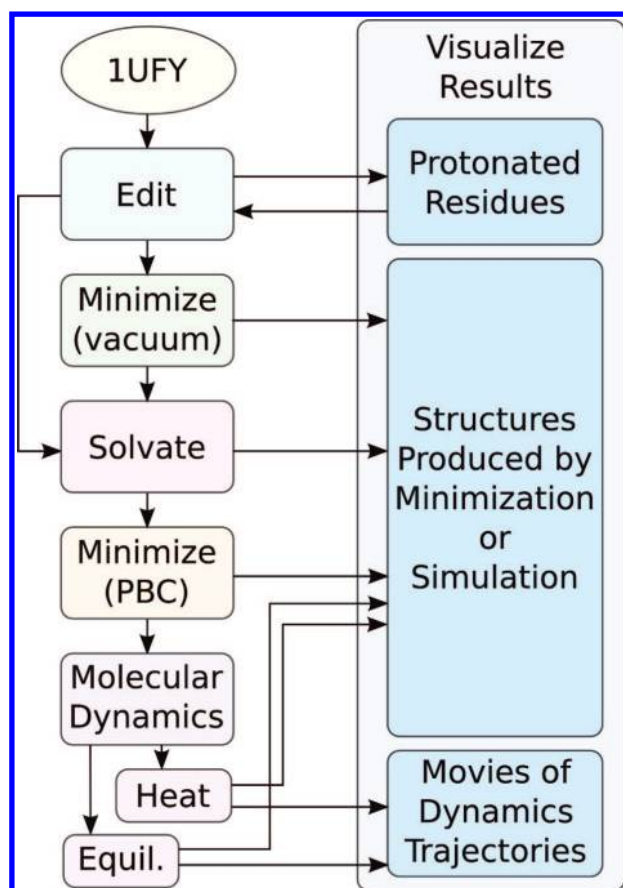 1UFY
Edit
Minimize
(vacuum)
Solvate
Minimize
(PBC)
Molecular
Dynamics
Heat
Equil.
Visualize
Results
Protonated
Residues
Structures
Produced by
Minimization
or
Simulation
Movies of
Dynamics
Trajectories